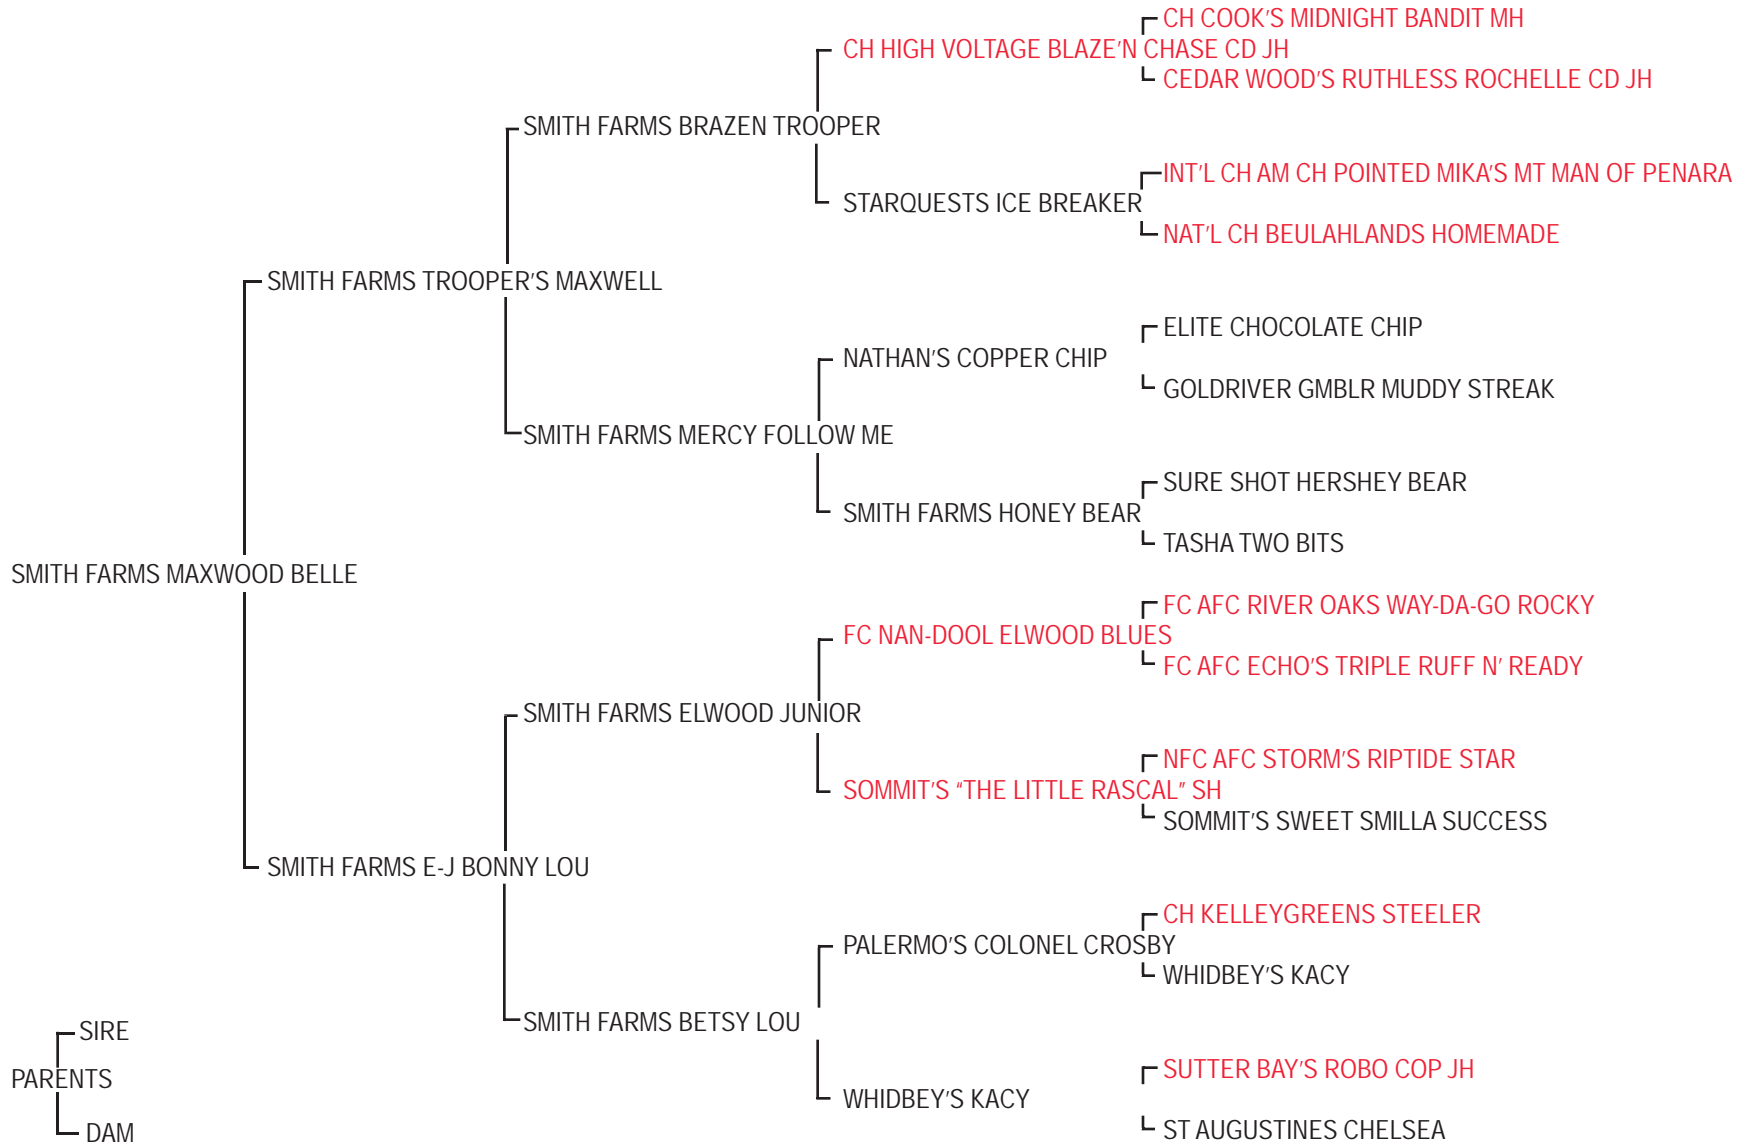 CH COOK'S MIDNIGHT BANDIT MH
CH HIGH VOLTAGE BLAZE'N CHASE CD JH
CEDAR WOOD'S RUTHLESS ROCHELLE CD JH
SMITH FARMS BRAZEN TROOPER
INT'L CH AM CH POINTED MIKA'S MT MAN OF PENARA
STARQUESTS ICE BREAKER
NAT'L CH BEULAHLANDS HOMEMADE
SMITH FARMS TROOPER'S MAXWELL
ELITE CHOCOLATE CHIP
NATHAN'S COPPER CHIP
GOLDRIVER GMBLR MUDDY STREAK
SMITH FARMS MERCY FOLLOW ME
SURE SHOT HERSHEY BEAR
SMITH FARMS HONEY BEAR
TASHA TWO BITS
SMITH FARMS MAXWOOD BELLE
FC AFC RIVER OAKS WAY-DA-GO ROCKY
FC NAN-DOOL ELWOOD BLUES
FC AFC ECHO'S TRIPLE RUFF N' READY
SMITH FARMS ELWOOD JUNIOR
NFC AFC STORM'S RIPTIDE STAR
SOMMIT'S "THE LITTLE RASCAL" SH
SOMMIT'S SWEET SMILLA SUCCESS
SMITH FARMS E-J BONNY LOU
CH KELLEYGREENS STEELER
PALERMO'S COLONEL CROSBY
WHIDBEY'S KACY
SMITH FARMS BETSY LOU
SUTTER BAY'S ROBO COP JH
WHIDBEY'S KACY
ST AUGUSTINES CHELSEA
SIRE
PARENTS
DAM